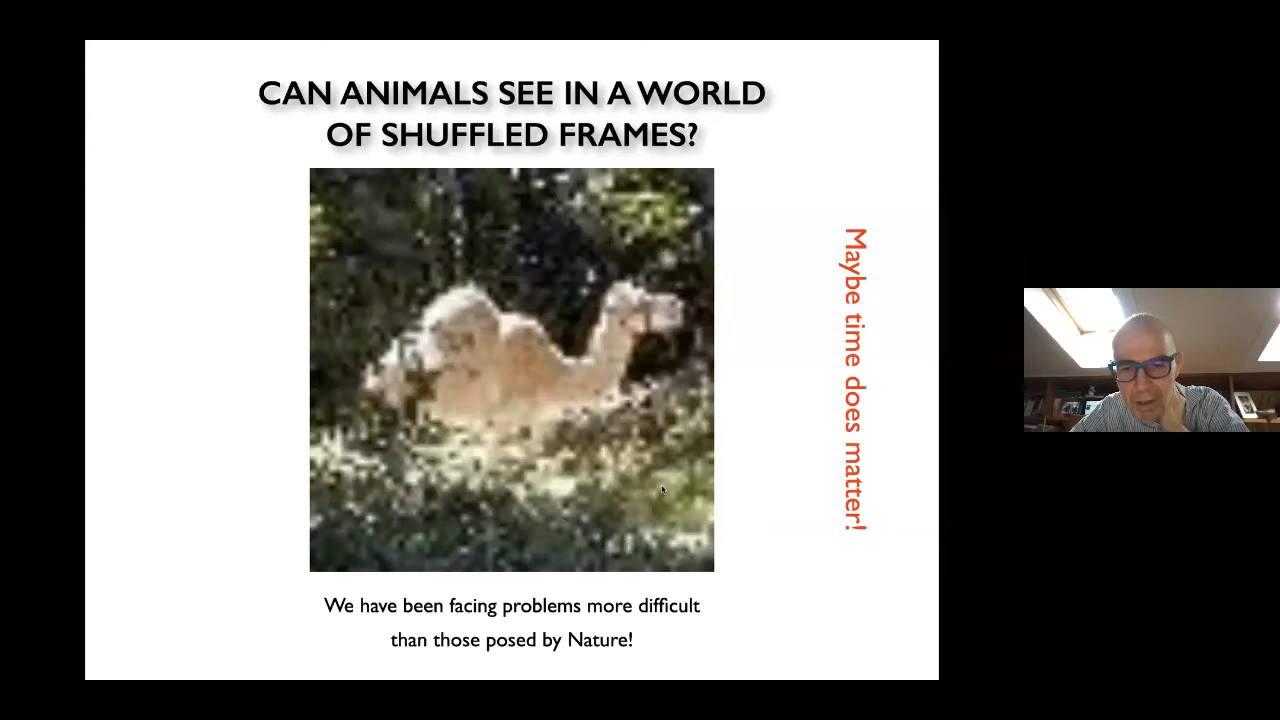 CAN ANIMALS SEE IN A WORLD
OF SHUFFLED FRAMES?
Maybe time does matter!
We have been facing problems more difficult
than those posed by Nature!